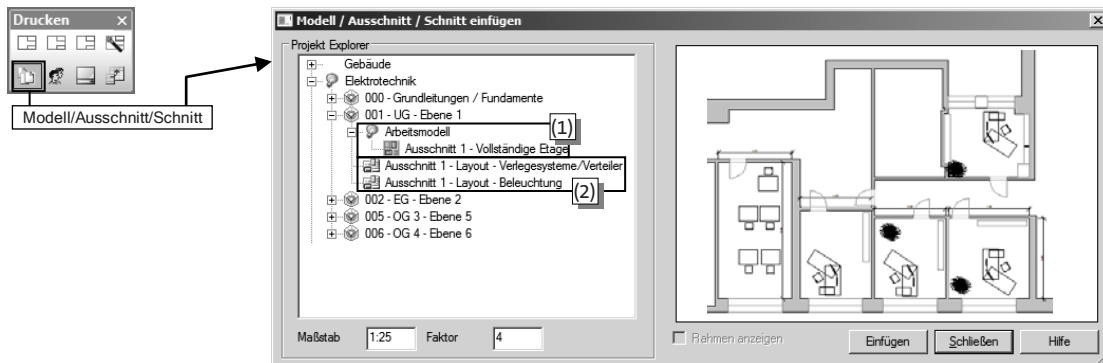 Drucken
Modell/Ausschnitt/Schnitt
Modell / Ausschnitt / Schnitt einfügen
Projekt Explorer
Gebäude
Elektrotechnik
000 - Grundleitungen / Fundamente
001 - UG - Ebene 1
(1)
Arbeitsmodell
Ausschnitt 1 - Vollständige Etage
Ausschnitt 1 - Layout - Verlegesysteme/Verteiler
Ausschnitt 1 - Layout - Beleuchtung
(2)
002 - EG - Ebene 2
005 - OG 3 - Ebene 5
006 - OG 4 - Ebene 6
Maßstab 1:25 Faktor 4
Rahmen anzeigen Einfügen Schließen Hilfe